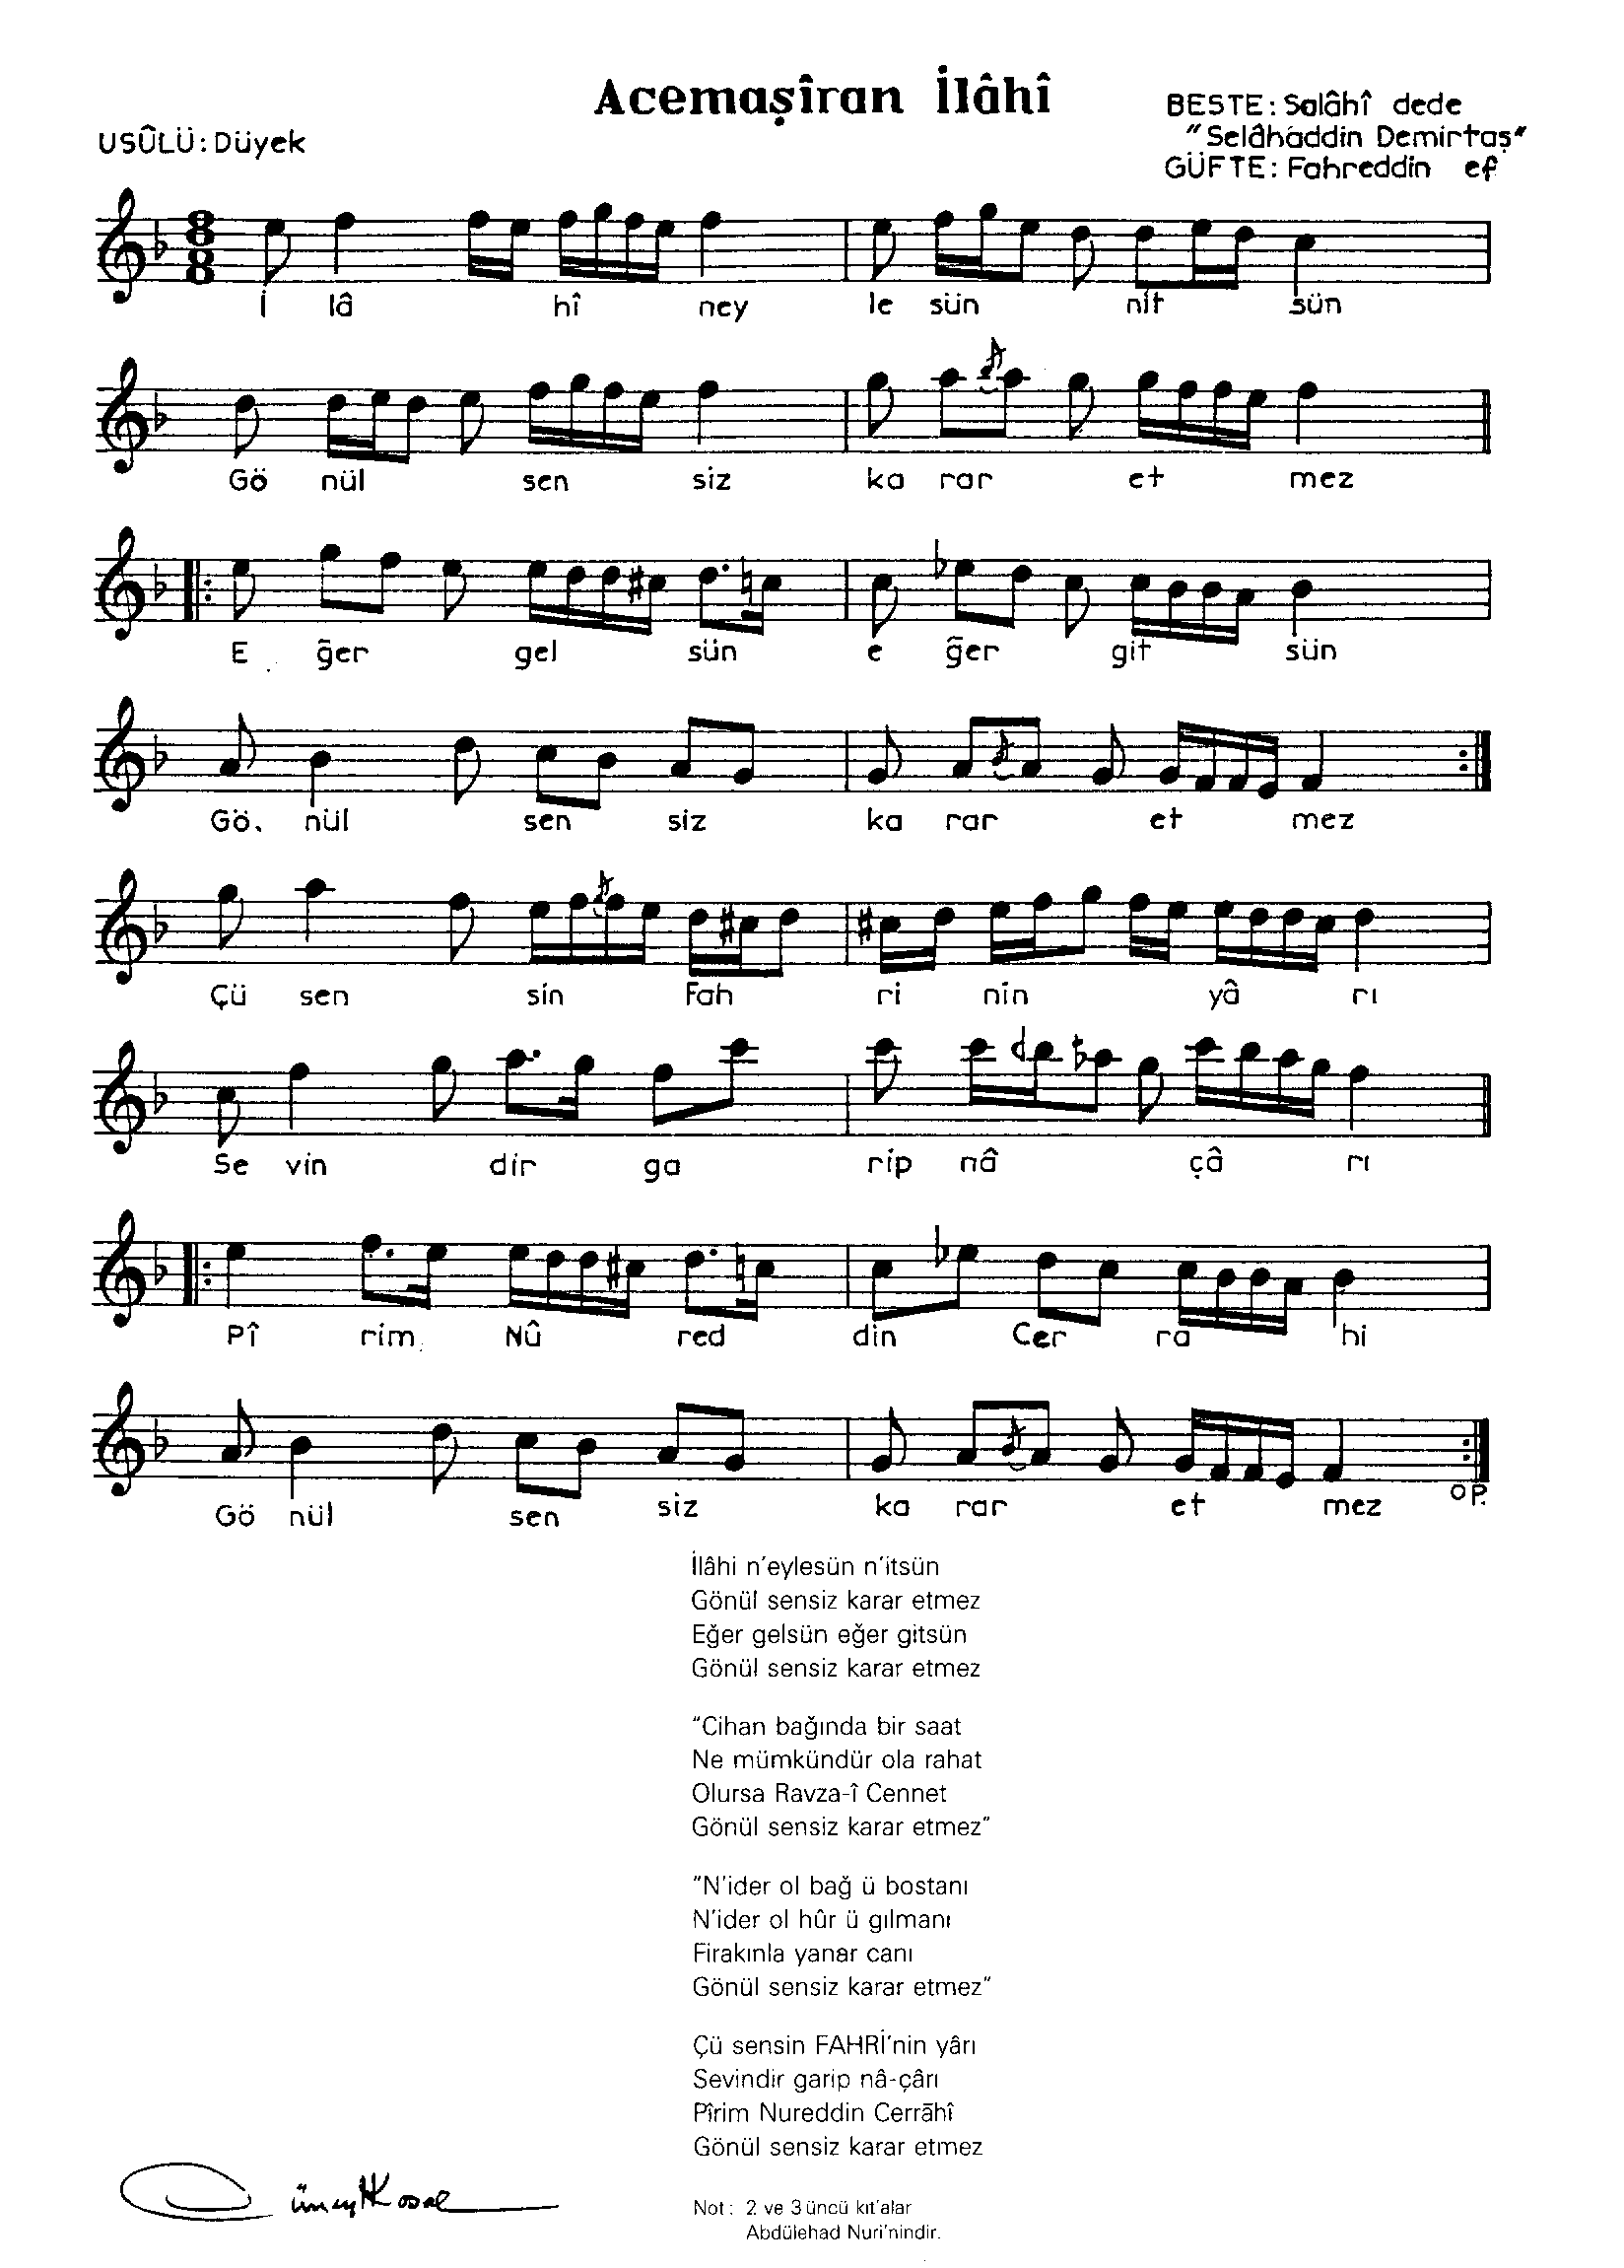 Acemaşîran İlâhî
BESTE: Salâhî dede
USÛLÜ: Düyek
"Selâhaddin Demirtaş"
GÜFTE: Fahreddin ef
İ lâ hî ney le sün nit sün
Gö nül sen siz ka rar et mez
E ğer gel sün e ğer git sün
Gö. nül sen siz ka rar et mez
Çü sen sin Fah ri nin yâ rı
Se vin dir ga rip nâ çâ rı
Pî rim Nû red din Cer ra hi
Gö nül sen siz ka rar et mez
OP.
İlâhi n'eylesün n'itsün
Gönül sensiz karar etmez
Eğer gelsün eğer gitsün
Gönül sensiz karar etmez
"Cihan bağında bir saat
Ne mümkündür ola rahat
Olursa Ravza-î Cennet
Gönül sensiz karar etmez"
"N'ider ol bağ ü bostanı
N'ider ol hûr ü gılmanı
Firakınla yanar canı
Gönül sensiz karar etmez"
Çü sensin FAHRİ'nin yârı
Sevindir garip nâ-çârı
Pîrim Nureddin Cerrāhî
Gönül sensiz karar etmez
Not: 2 ve 3üncü kıt'alar
Abdülehad Nuri'nindir.